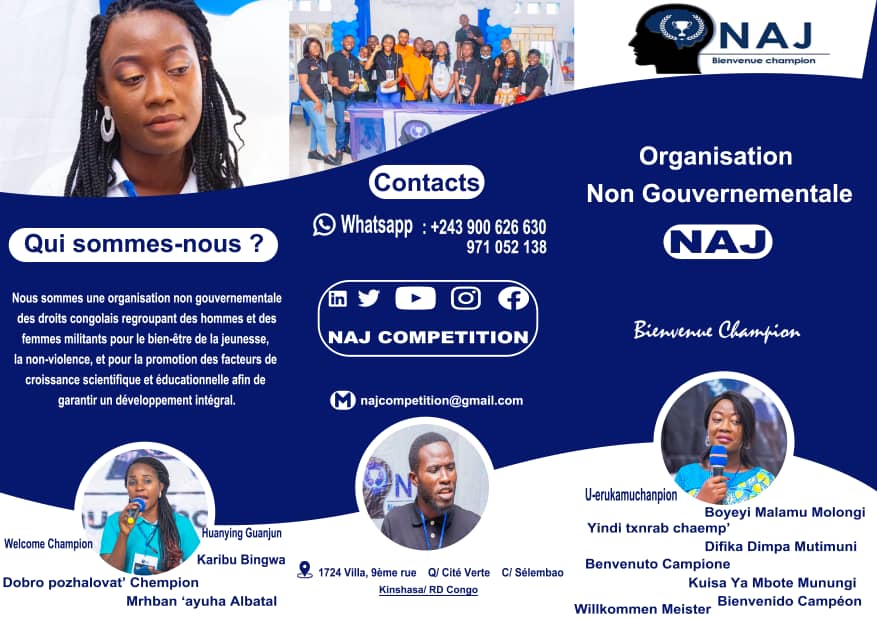 NAJ
Bienvenue champion
Qui sommes-nous ?
Nous sommes une organisation non gouvernementale
des droits congolais regroupant des hommes et des
femmes militants pour le bien-être de la jeunesse,
la non-violence, et pour la promotion des facteurs de
croissance scientifique et éducationnelle afin de
garantir un développement intégral.
Welcome Champion
Huanying Guanjun
Karibu Bingwa
Dobro pozhalovat’ Chempion
Mrhban ‘ayuha Albatal
Contacts
Whatsapp : +243 900 626 630
971 052 138
NAJ COMPETITION
najcompetition@gmail.com
1724 Villa, 9ème rue Q/ Cité Verte C/ Sélembao
Kinshasa/ RD Congo
Organisation
Non Gouvernementale
NAJ
Bienvenue Champion
U-erukamuchanpion
Boyeyi Malamu Molongi
Yindi txnrab chaemp’
Difika Dimpa Mutimuni
Benvenuto Campione
Kuisa Ya Mbote Munungi
Willkommen Meister
Bienvenido Campéon